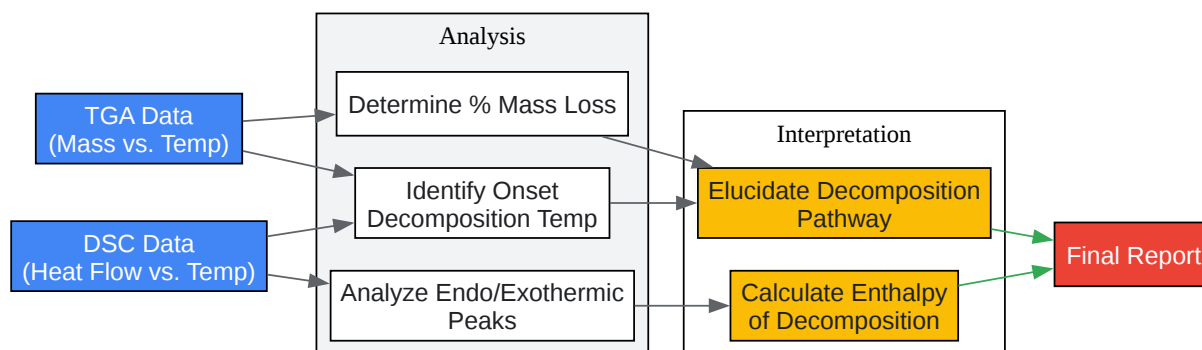 Analysis
TGA Data
(Mass vs. Temp)
DSC Data
(Heat Flow vs. Temp)
Determine % Mass Loss
Identify Onset
Decomposition Temp
Analyze Endo/Exothermic
Peaks
Interpretation
Elucidate Decomposition
Pathway
Calculate Enthalpy
of Decomposition
Final Report